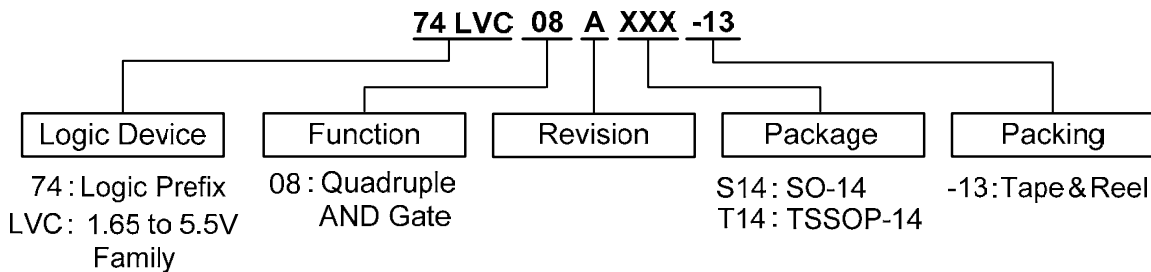 74 LVC 08 A XXX -13
Logic Device
Function
Revision
Package
Packing
74 : Logic Prefix
LVC : 1.65 to 5.5V
Family
08 : Quadruple
AND Gate
S14 : SO-14
T14 : TSSOP-14
-13 : Tape & Reel